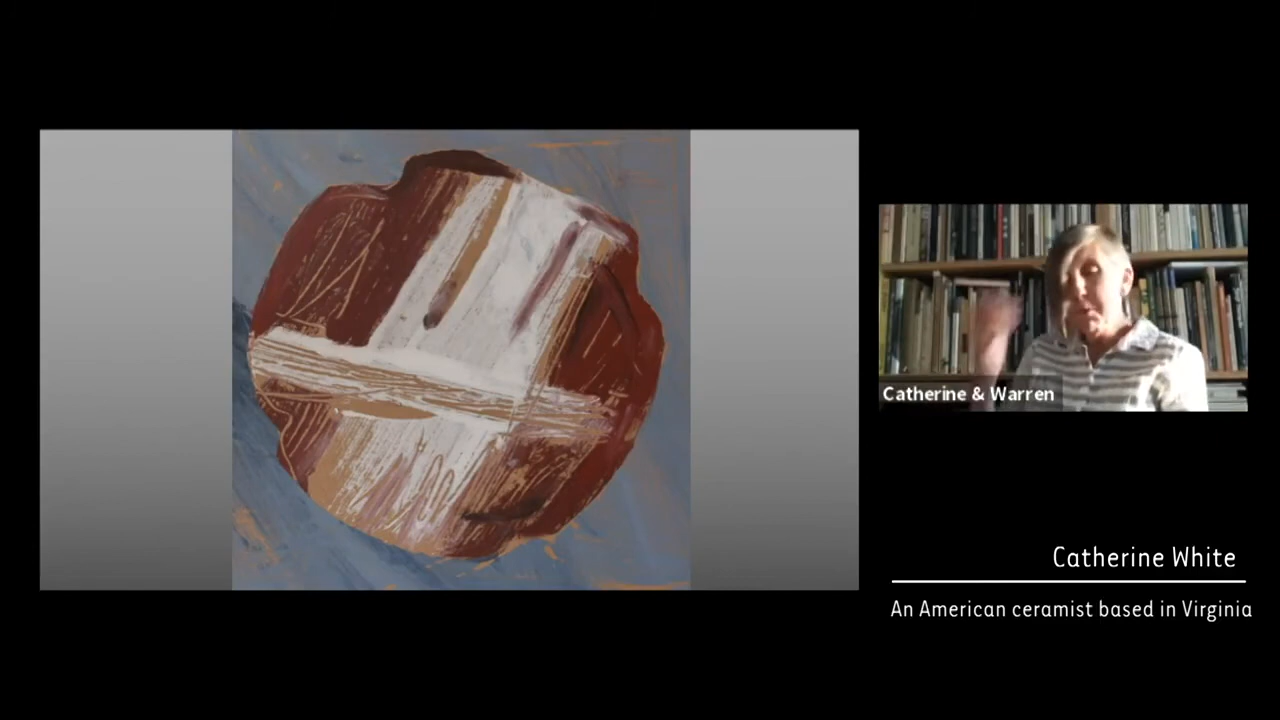 Catherine & Warren
Catherine White
An American ceramist based in Virginia